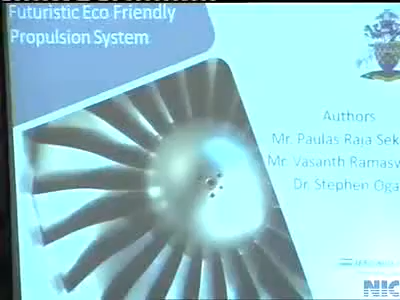 Futuristic Eco Friendly
Propulsion System
Authors
Mr. Paulas Raja Sek
Mr. Vasanth Ramasw
Dr. Stephen Oga
NIC